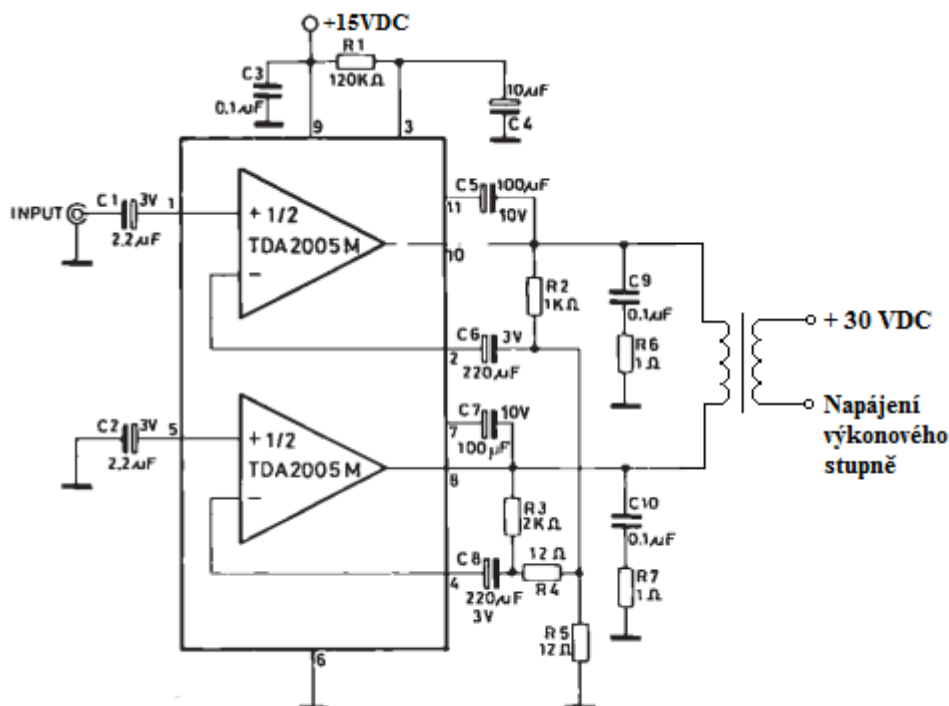 +15VDC
R1
120KΩ
C3
0.1µF
10µF
C4
9
3
INPUT
C1
3V
2.2µF
1
+ 1/2
TDA2005M
−
C5
100µF
10V
11
10
R2
1KΩ
C9
0.1µF
R6
1Ω
+ 30 VDC
C6
3V
220µF
2
Napájení
výkonového
stupně
C7
10V
100µF
7
C2
3V
2.2µF
5
+ 1/2
TDA2005M
−
8
R3
2KΩ
C10
0.1µF
R7
1Ω
C8
220µF
3V
4
12Ω
R4
R5
12Ω
6